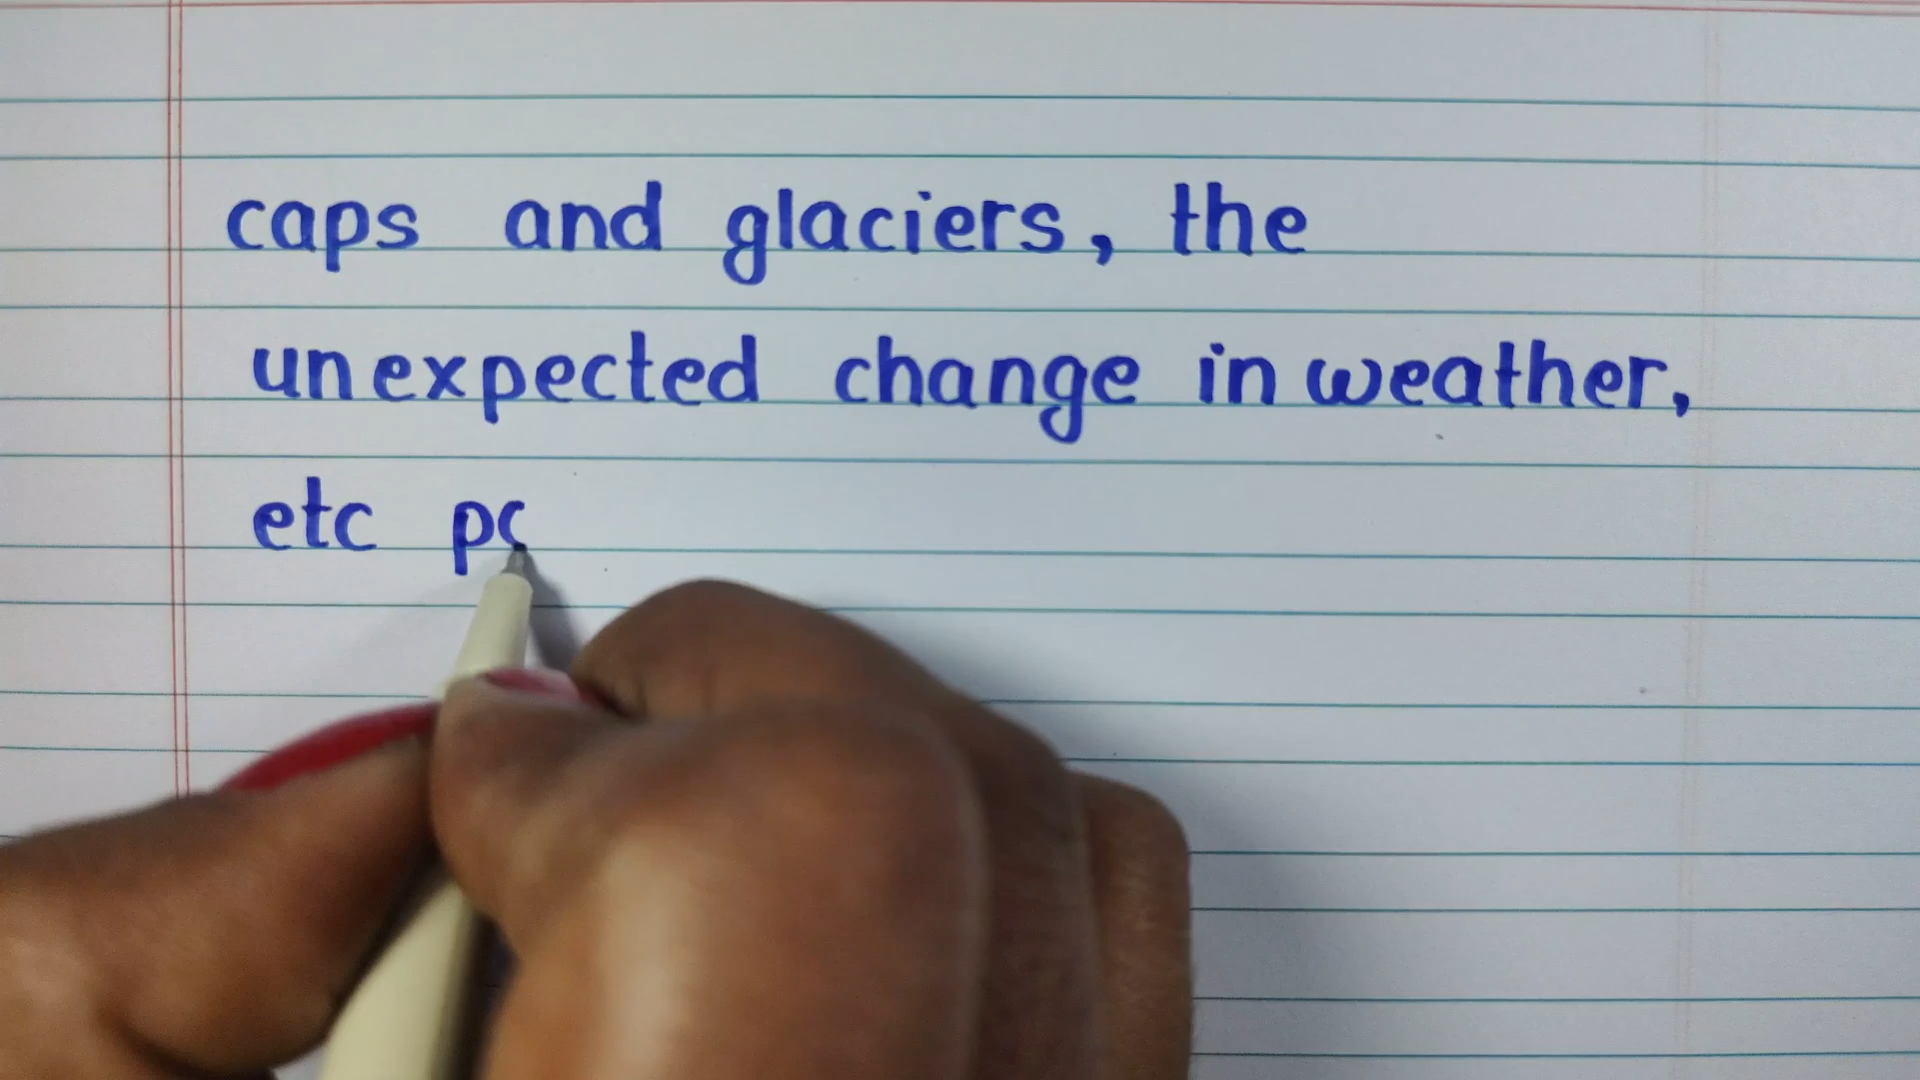 caps and glaciers, the
unexpected change in weather,
etc